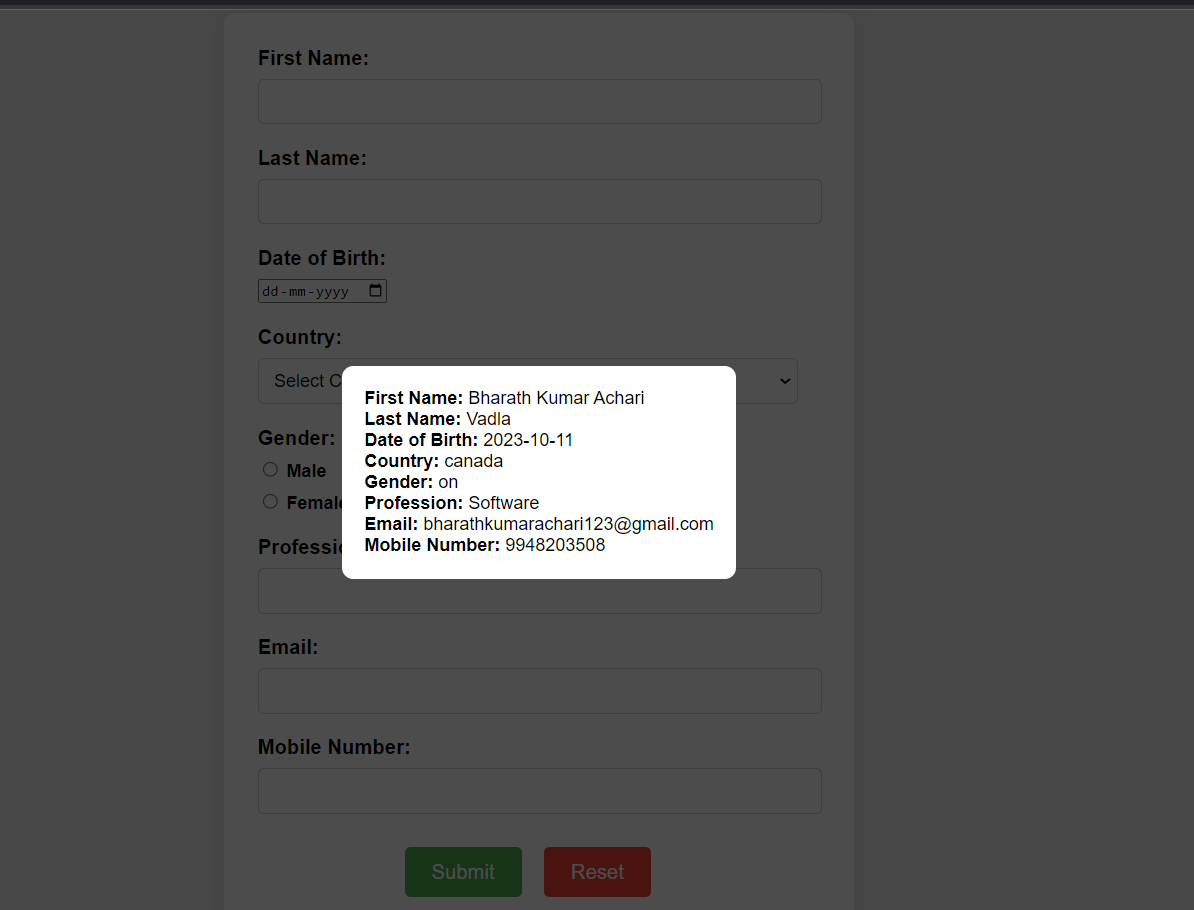 First Name:
Last Name:
Date of Birth:
dd-mm-yyyy
Country:
Select C
First Name: Bharath Kumar Achari
Last Name: Vadla
Date of Birth: 2023-10-11
Country: canada
Gender: on
Profession: Software
Email: bharathkumarachari123@gmail.com
Mobile Number: 9948203508
Gender:
Male
Female
Professi
Email:
Mobile Number:
Submit
Reset